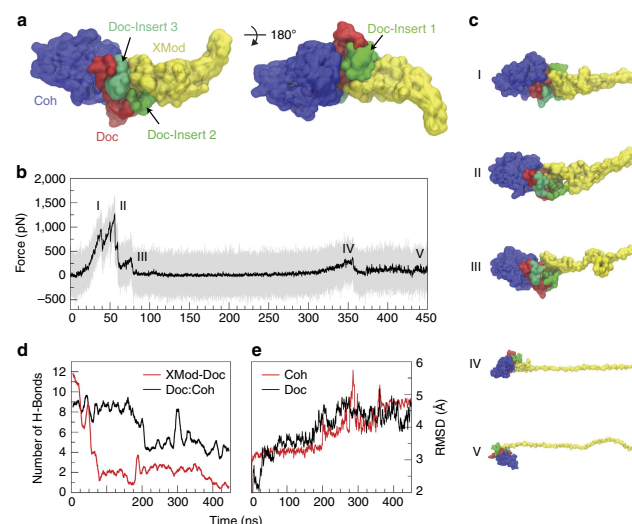 a
Doc-Insert 3
XMod
180°
Doc-Insert 1
Coh
Doc
Doc-Insert 2
c
I
II
III
IV
V
b
Force (pN)
2,000
1,500
1,000
500
0
−500
I
II
III
IV
V
0 50 100 150 200 250 300 350 400 450
d
Number of H-Bonds
12
10
8
6
4
2
0
XMod-Doc
Doc:Coh
0 100 200 300 400
e
Coh
Doc
6
5
4
3
2
RMSD (Å)
0 100 200 300 400
Time (ns)